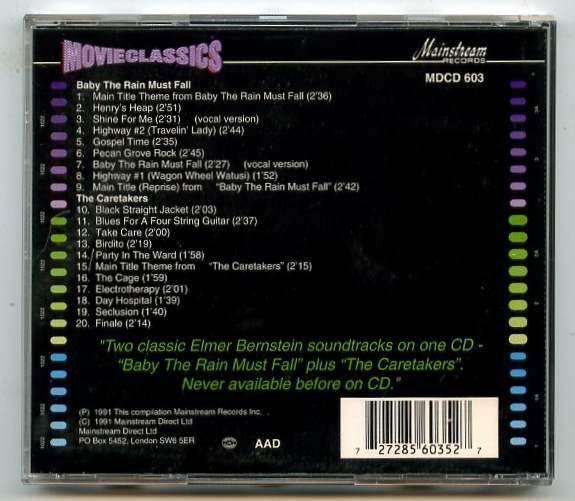 MOVIECLASSICS
Mainstream
RECORDS
MDCD 603
Baby The Rain Must Fall
1. Main Title Theme from Baby The Rain Must Fall (2'36)
2. Henry's Heap (2'51)
3. Shine For Me (2'31) (vocal version)
4. Highway #2 (Travelin' Lady) (2'44)
5. Gospel Time (2'35)
6. Pecan Grove Rock (2'45)
7. Baby The Rain Must Fall (2'27) (vocal version)
8. Highway #1 (Wagon Wheel Watusi) (1'52)
9. Main Title (Reprise) from "Baby The Rain Must Fall" (2'42)
The Caretakers
10. Black Straight Jacket (2'03)
11. Blues For A Four String Guitar (2'37)
12. Take Care (2'00)
13. Birdito (2'19)
14. Party In The Ward (1'58)
15. Main Title Theme from "The Caretakers" (2'15)
16. The Cage (1'59)
17. Electrotherapy (2'01)
18. Day Hospital (1'39)
19. Seclusion (1'40)
20. Finale (2'14)
"Two classic Elmer Bernstein soundtracks on one CD -
"Baby The Rain Must Fall" plus "The Caretakers".
Never available before on CD."
(P) 1991 This compilation Mainstream Records Inc.
(C) 1991 Mainstream Direct Ltd
Mainstream Direct Ltd
PO Box 5452, London SW6 5ER
AAD
7 27285 60352 7